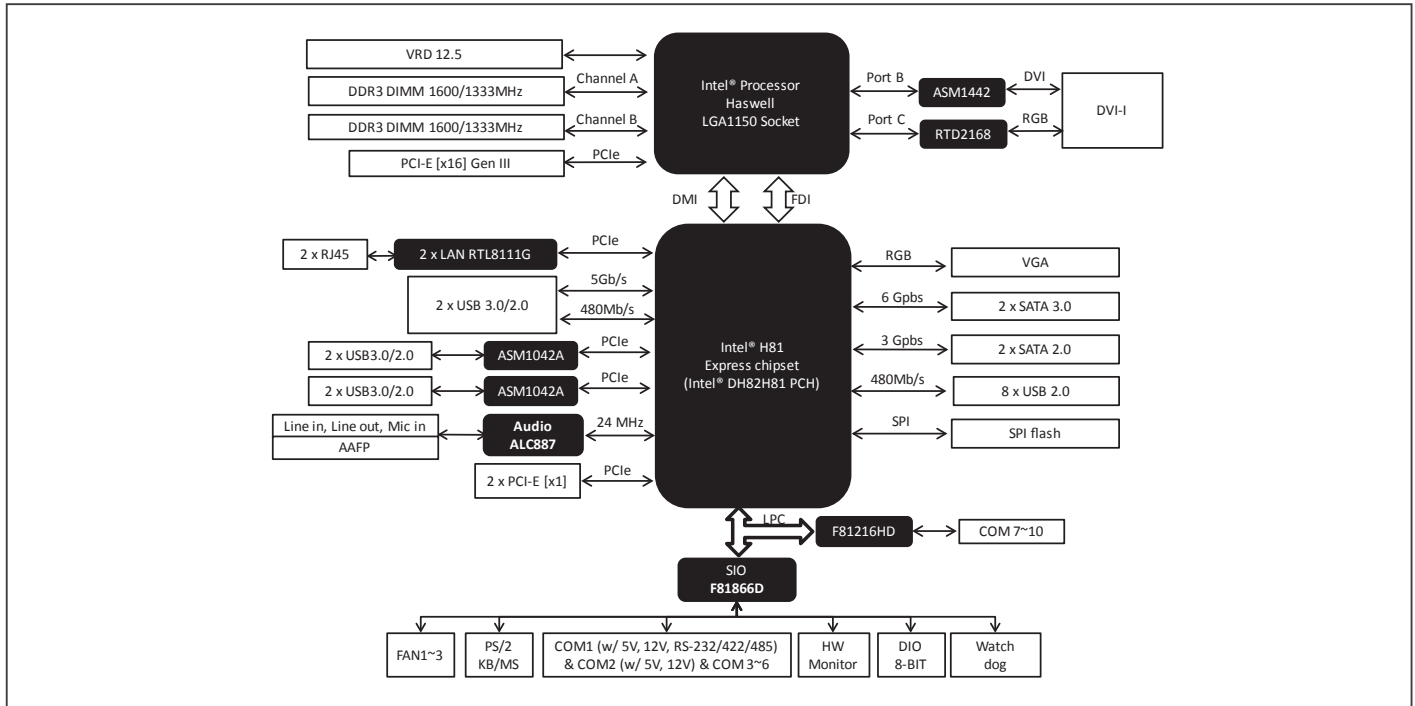 VRD 12.5
DDR3 DIMM 1600/1333MHz
Channel A
DDR3 DIMM 1600/1333MHz
Channel B
PCI-E [x16] Gen III
PCIe
Intel® Processor
Haswell
LGA1150 Socket
Port B
ASM1442
DVI
Port C
RTD2168
RGB
DVI-I
DMI
FDI
2 x RJ45
2 x LAN RTL8111G
PCIe
2 x USB 3.0/2.0
5Gb/s
480Mb/s
2 x USB3.0/2.0
ASM1042A
PCIe
2 x USB3.0/2.0
ASM1042A
PCIe
Line in, Line out, Mic in
AAFP
Audio
ALC887
24 MHz
2 x PCI-E [x1]
PCIe
Intel® H81
Express chipset
(Intel® DH82H81 PCH)
RGB
VGA
6 Gpbs
2 x SATA 3.0
3 Gpbs
2 x SATA 2.0
480Mb/s
8 x USB 2.0
SPI
SPI flash
LPC
F81216HD
COM 7~10
SIO
F81866D
FAN1~3
PS/2
KB/MS
COM1 (w/ 5V, 12V, RS-232/422/485)
& COM2 (w/ 5V, 12V) & COM 3~6
HW
Monitor
DIO
8-BIT
Watch
dog